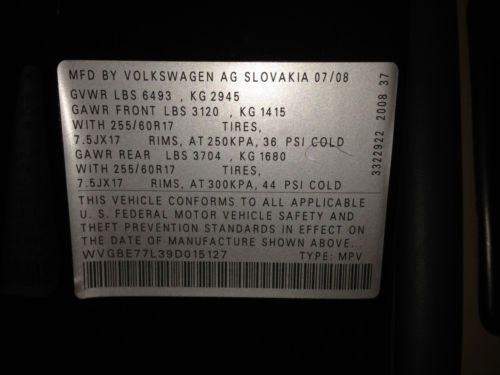 MFD BY VOLKSWAGEN AG SLOVAKIA 07/08
GVWR LBS 6493 , KG 2945
GAWR FRONT LBS 3120 , KG 1415
WITH 255/60R17 TIRES,
7.5JX17 RIMS, AT 250KPA, 36 PSI COLD
GAWR REAR LBS 3704 , KG 1680
WITH 255/60R17 TIRES,
7.5JX17 RIMS, AT 300KPA, 44 PSI COLD
THIS VEHICLE CONFORMS TO ALL APPLICABLE
U. S. FEDERAL MOTOR VEHICLE SAFETY AND
THEFT PREVENTION STANDARDS IN EFFECT ON
THE DATE OF MANUFACTURE SHOWN ABOVE..
WVGBE77L39D015127 TYPE: MPV
3322922 2008 37